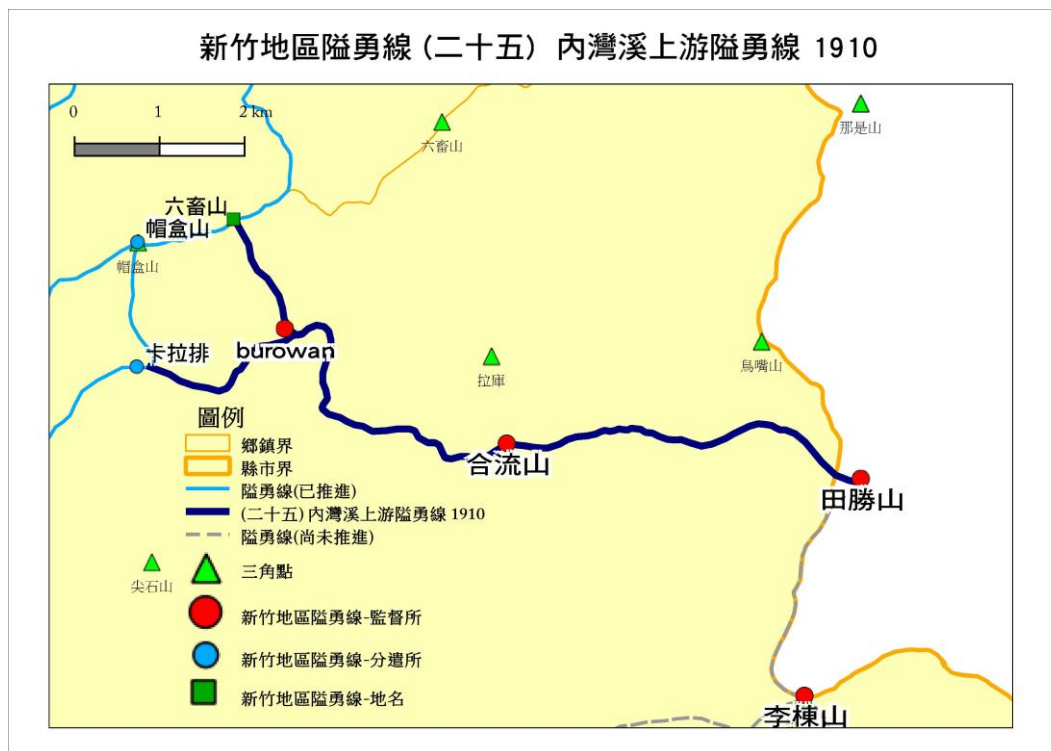 新竹地區隘勇線(二十五) 內灣溪上游隘勇線 1910
0 1 2 km
那是山
六畜山
六畜山
帽盒山
帽盒山
卡拉排
burowan
拉庫
鳥嘴山
圖例
鄉鎮界
縣市界
隘勇線(已推進)
(二十五)內灣溪上游隘勇線 1910
隘勇線(尚未推進)
三角點
新竹地區隘勇線-監督所
新竹地區隘勇線-分遣所
新竹地區隘勇線-地名
合流山
田勝山
尖石山
李棟山